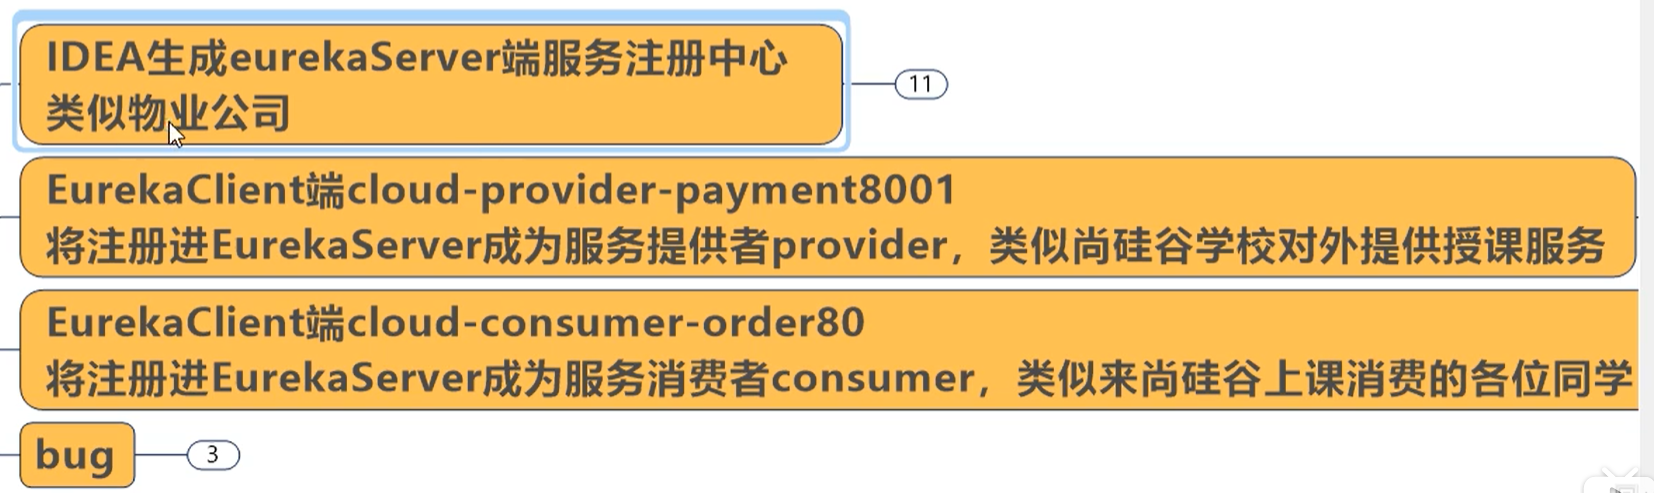 IDEA生成eurekaServer端服务注册中心
类似物业公司
11
EurekaClient端cloud-provider-payment8001
将注册进EurekaServer成为服务提供者provider，类似尚硅谷学校对外提供授课服务
EurekaClient端cloud-consumer-order80
将注册进EurekaServer成为服务消费者consumer，类似来尚硅谷上课消费的各位同学
bug
3